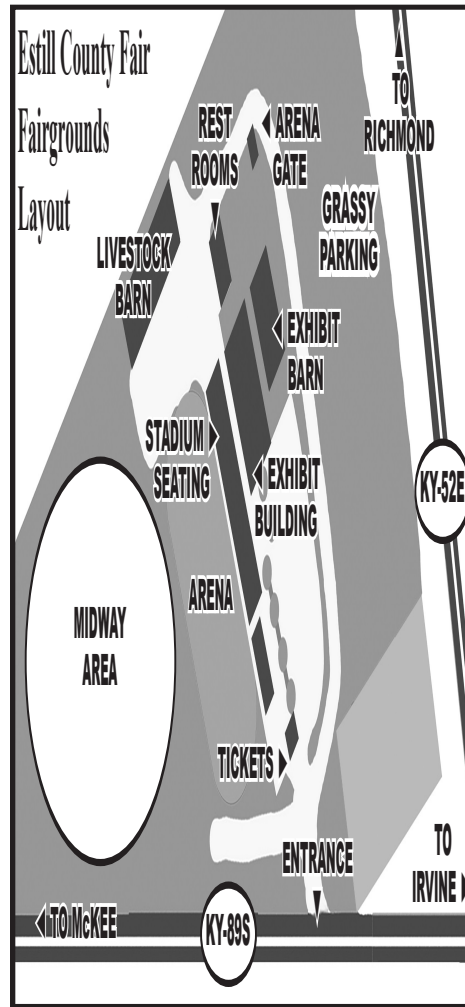 Estill County Fair
Fairgrounds
Layout
TO
RICHMOND
REST
ROOMS
ARENA
GATE
GRASSY
PARKING
LIVESTOCK
BARN
EXHIBIT
BARN
STADIUM
SEATING
EXHIBIT
BUILDING
KY-52E
ARENA
MIDWAY
AREA
TICKETS
ENTRANCE
TO
IRVINE
TO McKEE
KY-89S